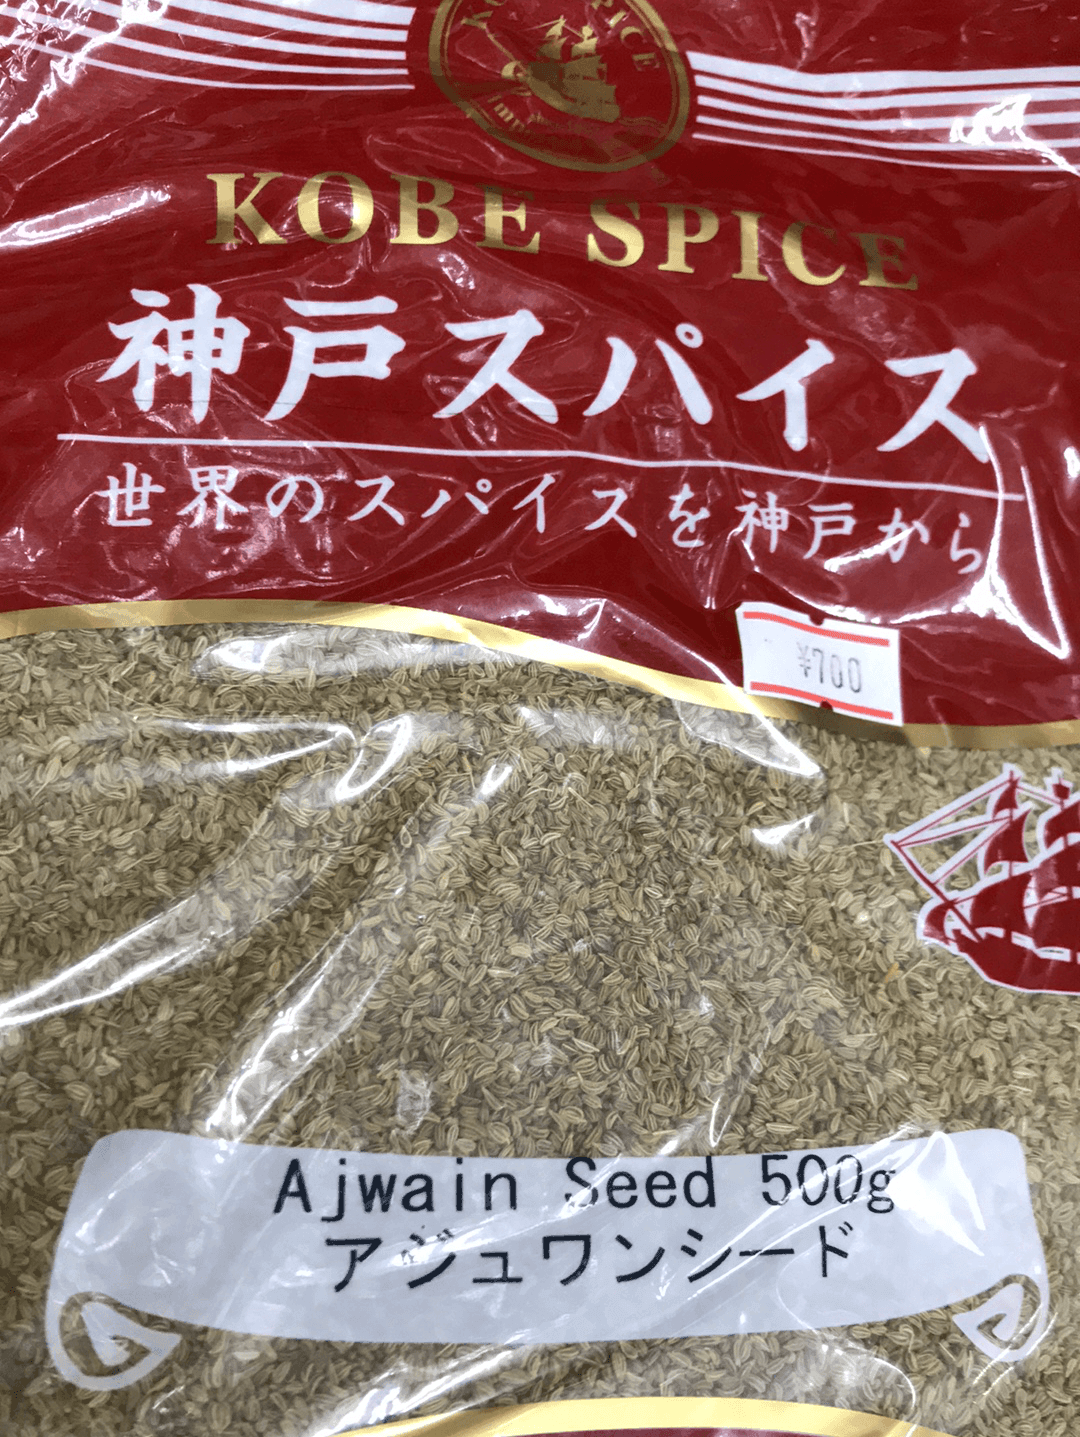 KOBE SPICE
神戸スパイス
世界のスパイスを神戸から
¥700
Ajwain Seed 500g
アジュワンシード